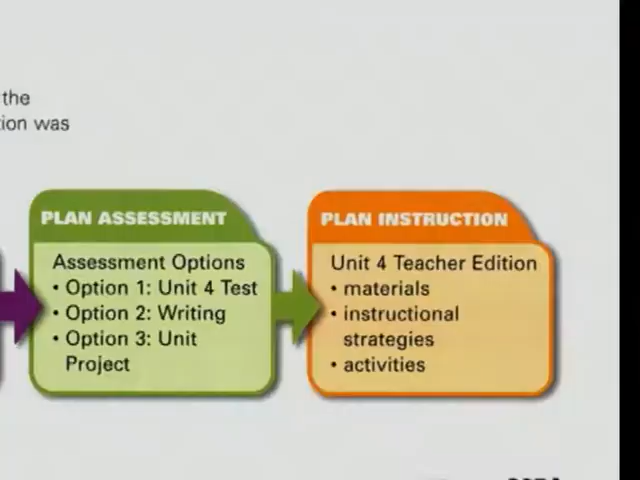 the
tion was
PLAN ASSESSMENT
Assessment Options
• Option 1: Unit 4 Test
• Option 2: Writing
• Option 3: Unit
Project
PLAN INSTRUCTION
Unit 4 Teacher Edition
• materials
• instructional
strategies
• activities